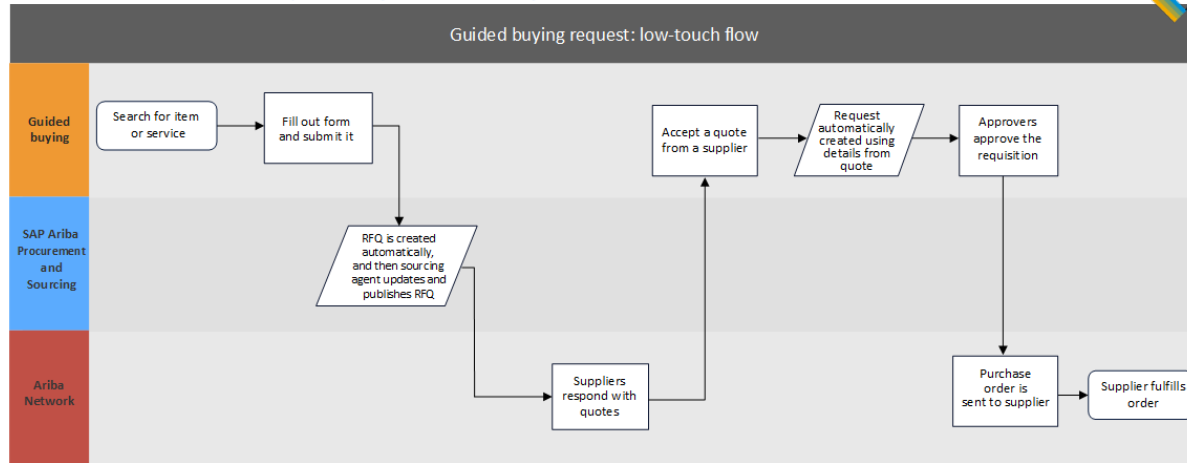 Guided buying request: low-touch flow
Guided
buying
Search for item
or service
Fill out form
and submit it
Accept a quote
from a supplier
Request
automatically
created using
details from
quote
Approvers
approve the
requisition
SAP Ariba
Procurement
and
Sourcing
RFQ is created
automatically,
and then sourcing
agent updates and
publishes RFQ
Ariba
Network
Suppliers
respond with
quotes
Purchase
order is
sent to supplier
Supplier fulfills
order